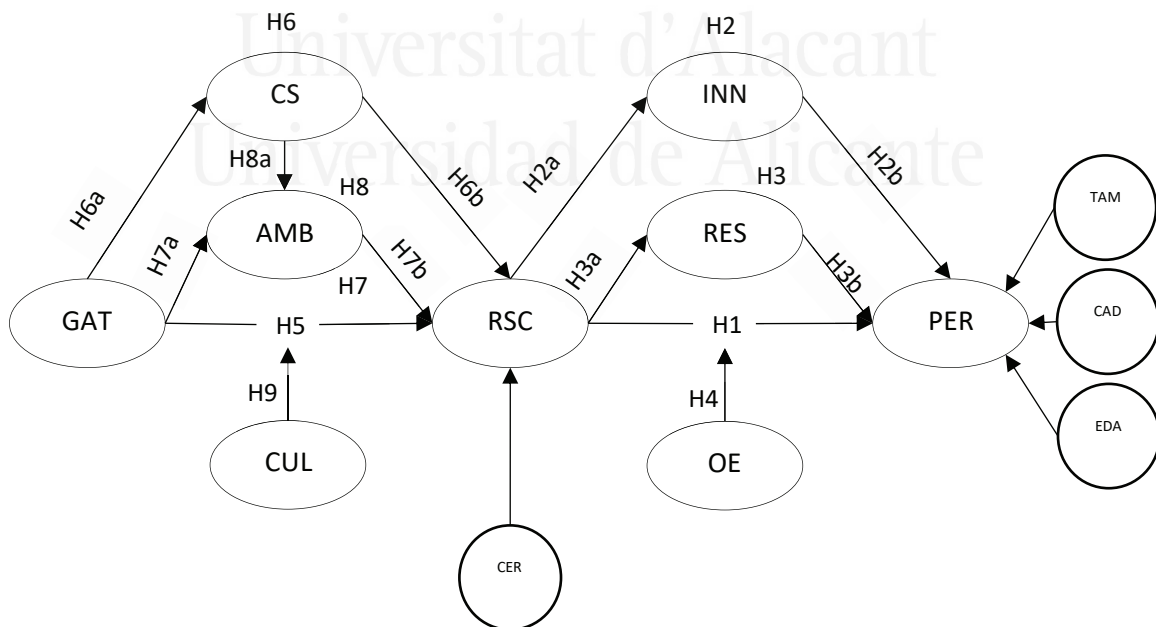 Universitat d'Alacant
Universidad de Alicante
H6
H2
CS
INN
H8a
H6a
H6b
H2a
H2b
H8
H3
AMB
RES
TAM
H7a
H7b
H7
H3a
H3b
GAT
H5
RSC
H1
PER
CAD
H9
H4
CUL
OE
EDA
CER